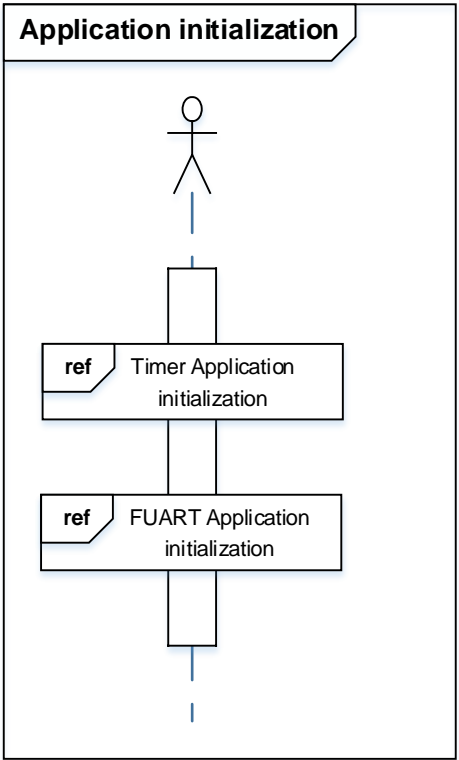 Application initialization
ref
Timer Application
initialization
ref
FUART Application
initialization